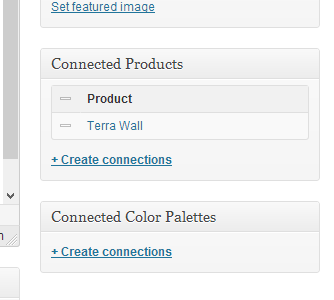 Set featured image
Connected Products
Product
Terra Wall
+ Create connections
Connected Color Palettes
+ Create connections